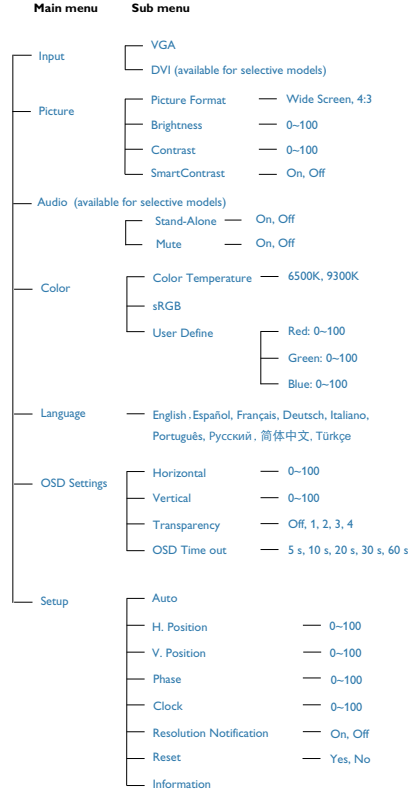 Main menu Sub menu
VGA
Input
DVI (available for selective models)
Picture Format Wide Screen, 4:3
Picture
Brightness 0~100
Contrast 0~100
SmartContrast On, Off
Audio (available for selective models)
Stand-Alone On, Off
Mute On, Off
Color Temperature 6500K, 9300K
Color
sRGB
User Define Red: 0~100
Green: 0~100
Blue: 0~100
Language English, Español, Français, Deutsch, Italiano,
Português, Русский, 简体中文, Türkçe
Horizontal 0~100
OSD Settings
Vertical 0~100
Transparency Off, 1, 2, 3, 4
OSD Time out 5 s, 10 s, 20 s, 30 s, 60 s
Auto
Setup
H. Position 0~100
V. Position 0~100
Phase 0~100
Clock 0~100
Resolution Notification On, Off
Reset Yes, No
Information